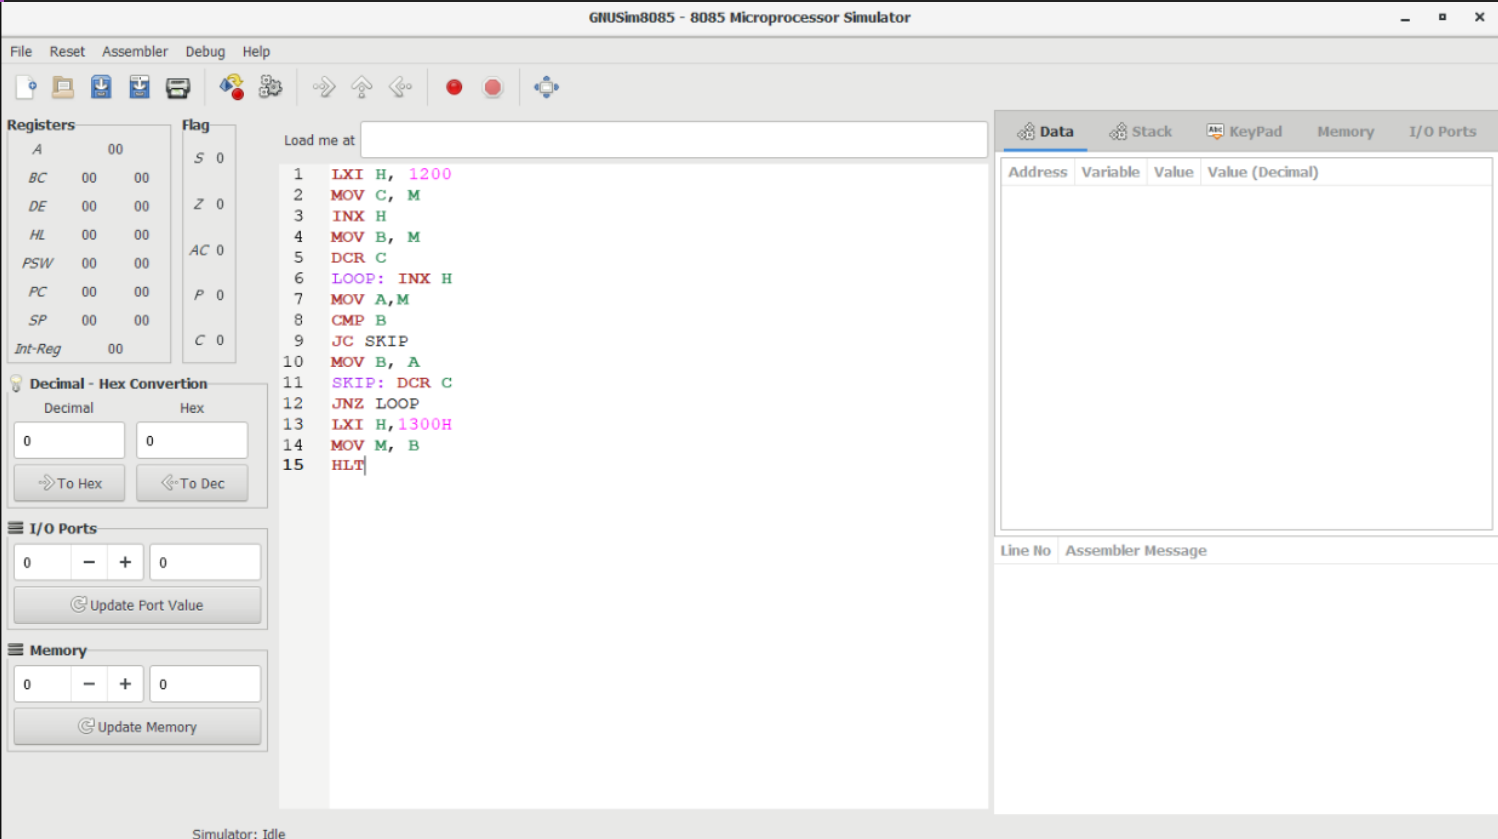 GNUSim8085 - 8085 Microprocessor Simulator
File Reset Assembler Debug Help
Registers
A 00
BC 00 00
DE 00 00
HL 00 00
PSW 00 00
PC 00 00
SP 00 00
Int-Reg 00
Flag
S 0
Z 0
AC 0
P 0
C 0
Decimal - Hex Convertion
Decimal Hex
0 0
To Hex To Dec
I/O Ports
0 − + 0
Update Port Value
Memory
0 − + 0
Update Memory
Load me at
1 LXI H, 1200
2 MOV C, M
3 INX H
4 MOV B, M
5 DCR C
6 LOOP: INX H
7 MOV A,M
8 CMP B
9 JC SKIP
10 MOV B, A
11 SKIP: DCR C
12 JNZ LOOP
13 LXI H,1300H
14 MOV M, B
15 HLT
Data Stack Abc KeyPad Memory I/O Ports
Address Variable Value Value (Decimal)
Line No Assembler Message
Simulator: Idle